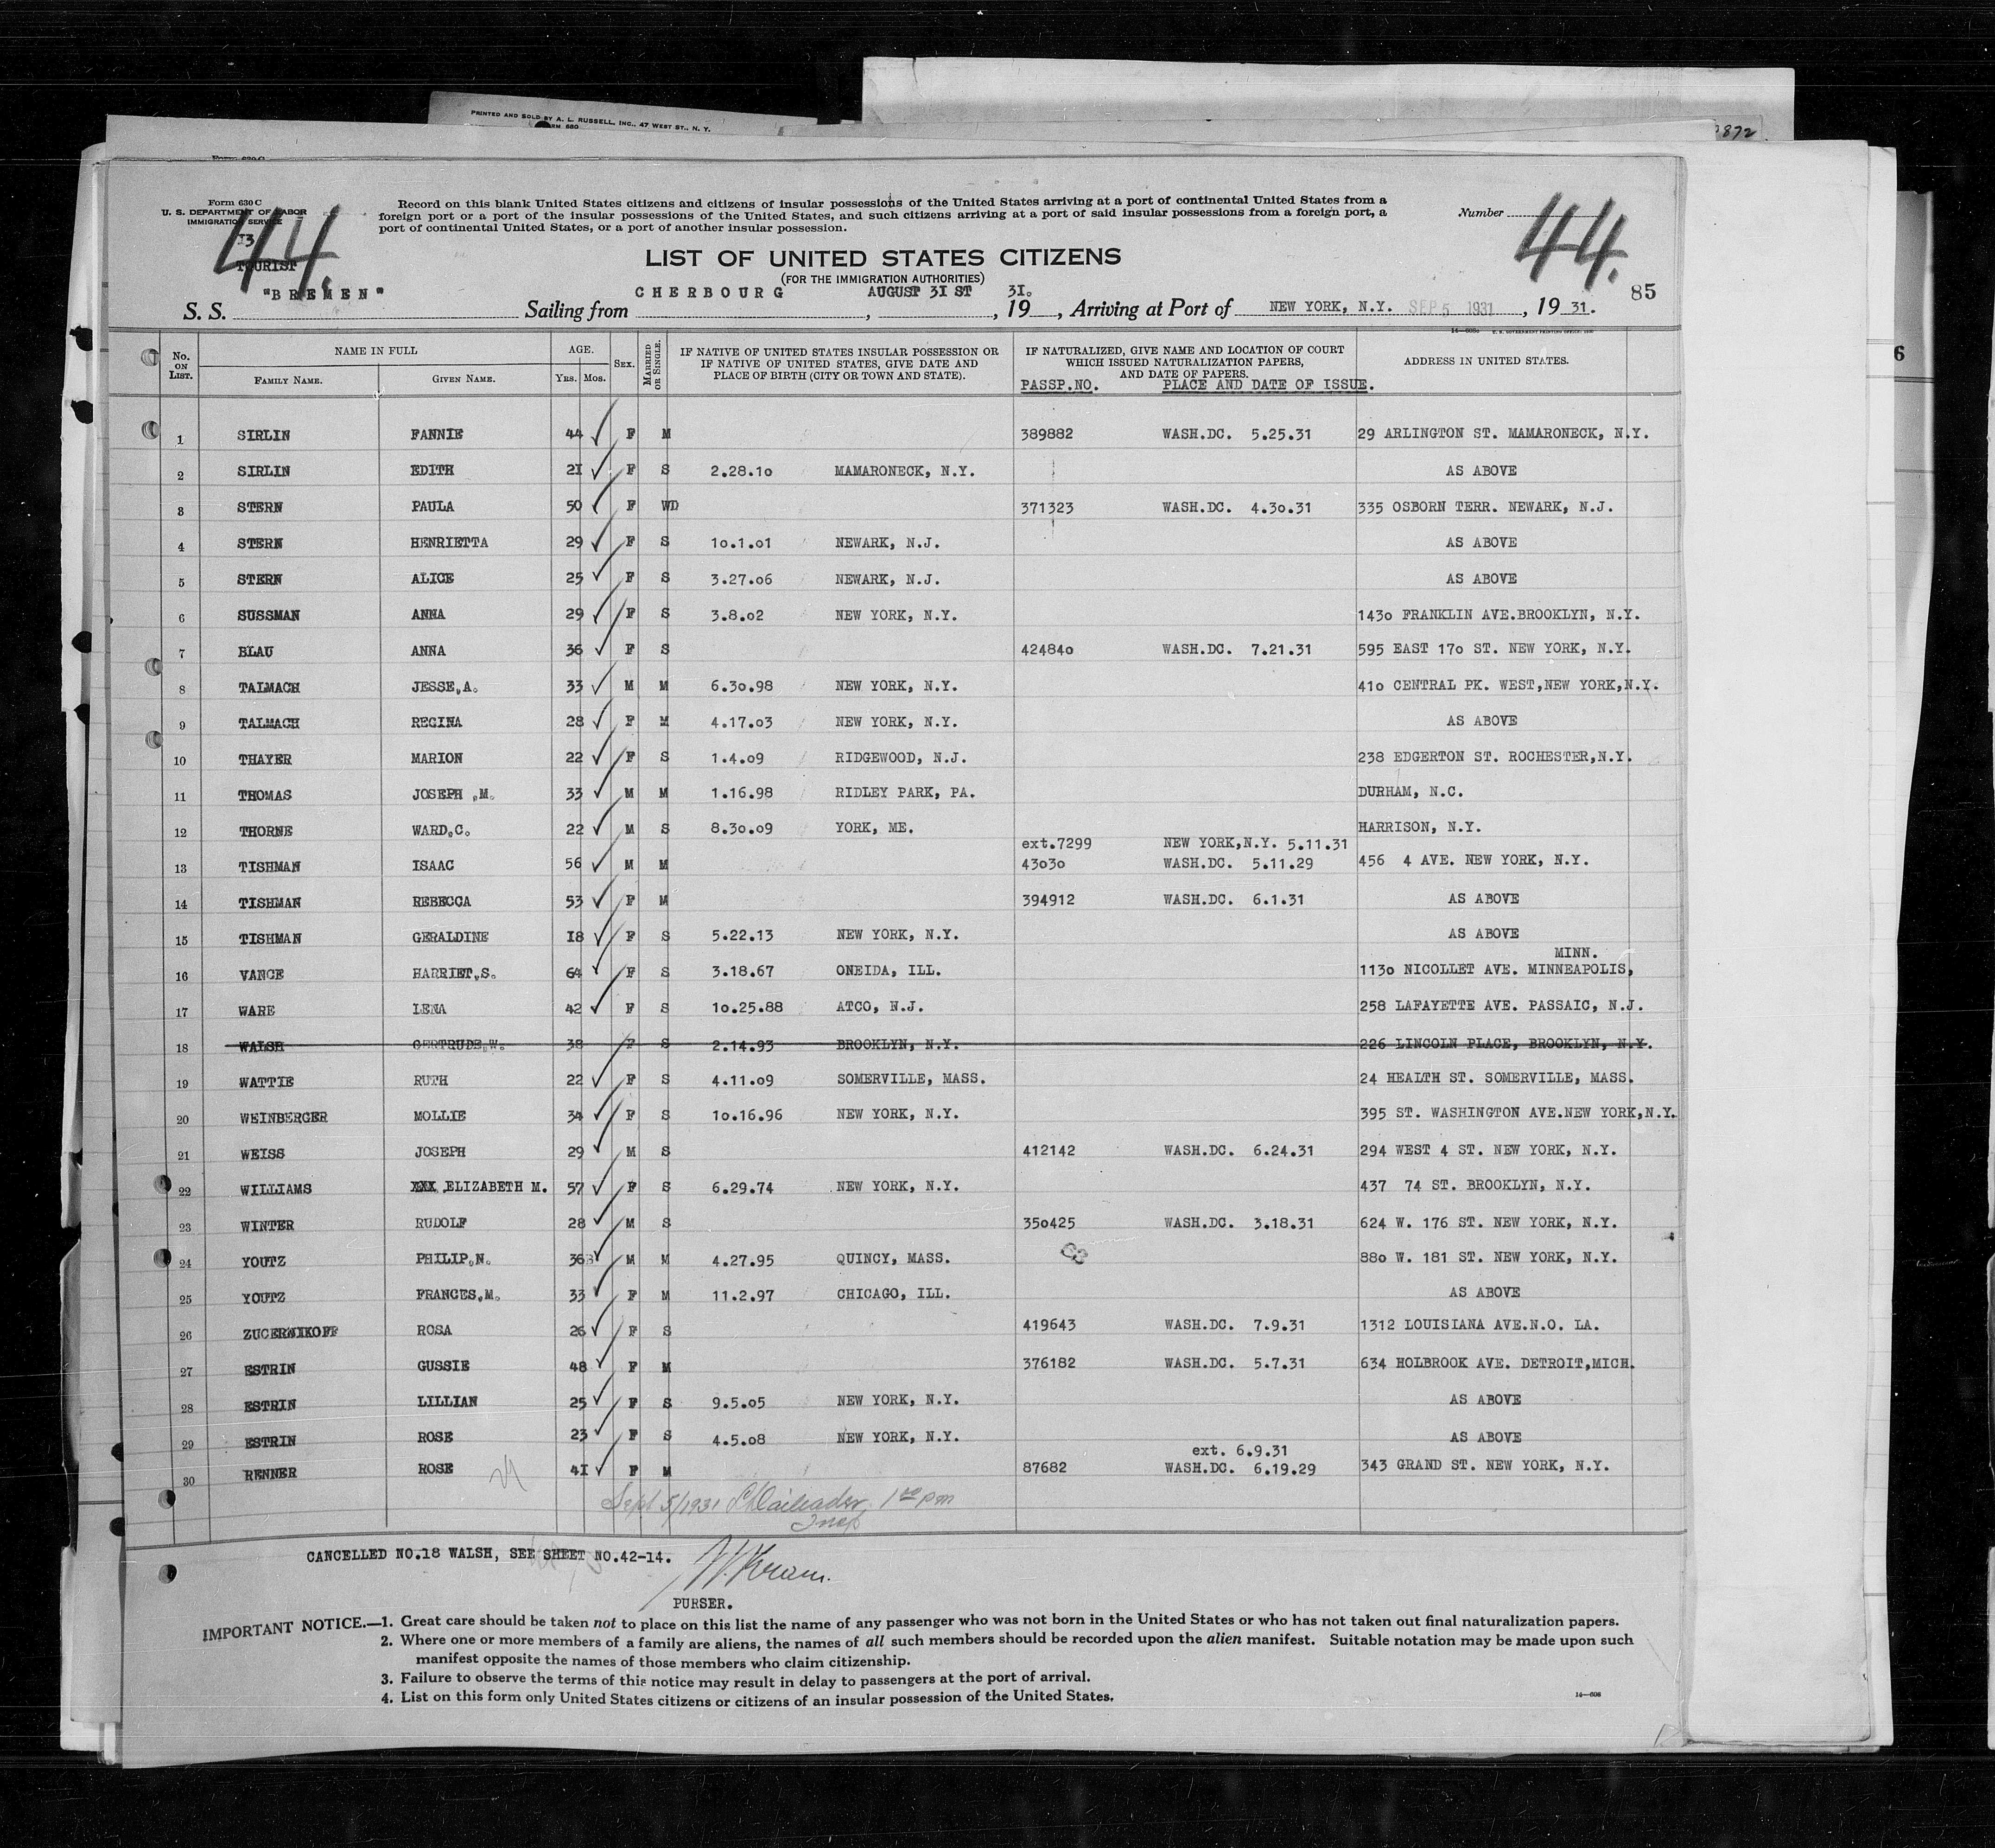 PRINTED AND SOLD BY A. L. RUSSELL, INC., 47 WEST ST., N. Y.
872
Form 630 C
U. S. DEPARTMENT OF LABOR
IMMIGRATION SERVICE
I3
44.
TOURIST
Record on this blank United States citizens and citizens of insular possessions of the United States arriving at a port of continental United States from a
foreign port or a port of the insular possessions of the United States, and such citizens arriving at a port of said insular possessions from a foreign port, a
port of continental United States, or a port of another insular possession.
Number
44.
LIST OF UNITED STATES CITIZENS
(FOR THE IMMIGRATION AUTHORITIES)
85
S. S. "BREMEN" Sailing from CHERBOURG, AUGUST 3I ST, 19 3I., Arriving at Port of NEW YORK, N.Y. SEP 5 1931, 19 31.
No. ON LIST. NAME IN FULL FAMILY NAME. GIVEN NAME. AGE. YRS. MOS. SEX. MARRIED OR SINGLE. IF NATIVE OF UNITED STATES INSULAR POSSESSION OR IF NATIVE OF UNITED STATES, GIVE DATE AND PLACE OF BIRTH (CITY OR TOWN AND STATE). IF NATURALIZED, GIVE NAME AND LOCATION OF COURT WHICH ISSUED NATURALIZATION PAPERS, AND DATE OF PAPERS. ADDRESS IN UNITED STATES.
PASSP.NO. PLACE AND DATE OF ISSUE.
6
1 SIRLIN FANNIE 44 F M 389882 WASH.DC. 5.25.31 29 ARLINGTON ST. MAMARONECK, N.Y.
2 SIRLIN EDITH 2I F S 2.28.10 MAMARONECK, N.Y. AS ABOVE
3 STERN PAULA 50 F WD 371323 WASH.DC. 4.30.31 335 OSBORN TERR. NEWARK, N.J.
4 STERN HENRIETTA 29 F S 10.1.01 NEWARK, N.J. AS ABOVE
5 STERN ALICE 25 F S 3.27.06 NEWARK, N.J. AS ABOVE
6 SUSSMAN ANNA 29 F S 3.8.02 NEW YORK, N.Y. 1430 FRANKLIN AVE.BROOKLYN, N.Y.
7 BLAU ANNA 36 F S 424840 WASH.DC. 7.21.31 595 EAST 170 ST. NEW YORK, N.Y.
8 TALMACH JESSE,A. 33 M M 6.30.98 NEW YORK, N.Y. 410 CENTRAL PK. WEST,NEW YORK,N.Y.
9 TALMACH REGINA 28 F M 4.17.03 NEW YORK, N.Y. AS ABOVE
10 THAYER MARION 22 F S 1.4.09 RIDGEWOOD, N.J. 238 EDGERTON ST. ROCHESTER,N.Y.
11 THOMAS JOSEPH ,M. 33 M M 1.16.98 RIDLEY PARK, PA. DURHAM, N.C.
12 THORNE WARD,C. 22 M S 8.30.09 YORK, ME. HARRISON, N.Y.
ext.7299 NEW YORK,N.Y. 5.11.31
13 TISHMAN ISAAC 56 M M 43030 WASH.DC. 5.11.29 456 4 AVE. NEW YORK, N.Y.
14 TISHMAN REBECCA 53 F M 394912 WASH.DC. 6.1.31 AS ABOVE
15 TISHMAN GERALDINE I8 F S 5.22.13 NEW YORK, N.Y. AS ABOVE
MINN.
16 VANCE HARRIET,S. 64 F S 3.18.67 ONEIDA, ILL. 1130 NICOLLET AVE. MINNEAPOLIS,
17 WARE LENA 42 F S 10.25.88 ATCO, N.J. 258 LAFAYETTE AVE. PASSAIC, N.J.
18 WALSH GERTRUDE,W. 38 F S 2.14.93 BROOKLYN, N.Y. 226 LINCOLN PLACE, BROOKLYN, N.Y.
19 WATTIE RUTH 22 F S 4.11.09 SOMERVILLE, MASS. 24 HEALTH ST. SOMERVILLE, MASS.
20 WEINBERGER MOLLIE 34 F S 10.16.96 NEW YORK, N.Y. 395 ST. WASHINGTON AVE.NEW YORK,N.Y.
21 WEISS JOSEPH 29 M S 412142 WASH.DC. 6.24.31 294 WEST 4 ST. NEW YORK, N.Y.
22 WILLIAMS XXX ELIZABETH M. 57 F S 6.29.74 NEW YORK, N.Y. 437 74 ST. BROOKLYN, N.Y.
23 WINTER RUDOLF 28 M S 350425 WASH.DC. 3.18.31 624 W. 176 ST. NEW YORK, N.Y.
24 YOUTZ PHILIP,N. 36 M M 4.27.95 QUINCY, MASS. 880 W. 181 ST. NEW YORK, N.Y.
25 YOUTZ FRANCES,M. 33 F M 11.2.97 CHICAGO, ILL. AS ABOVE
26 ZUCERNIKOFF ROSA 26 F S 419643 WASH.DC. 7.9.31 1312 LOUISIANA AVE.N.O. LA.
27 ESTRIN GUSSIE 48 F M 376182 WASH.DC. 5.7.31 634 HOLBROOK AVE. DETROIT,MICH.
28 ESTRIN LILLIAN 25 F S 9.5.05 NEW YORK, N.Y. AS ABOVE
29 ESTRIN ROSE 23 F S 4.5.08 NEW YORK, N.Y. AS ABOVE
ext. 6.9.31
30 RENNER ROSE 4I F M 87682 WASH.DC. 6.19.29 343 GRAND ST. NEW YORK, N.Y.
Sept 5/1931 1 00 pm
Insp
CANCELLED NO.18 WALSH, SEE SHEET NO.42-14.
PURSER.
IMPORTANT NOTICE.—1. Great care should be taken not to place on this list the name of any passenger who was not born in the United States or who has not taken out final naturalization papers.
2. Where one or more members of a family are aliens, the names of all such members should be recorded upon the alien manifest. Suitable notation may be made upon such
manifest opposite the names of those members who claim citizenship.
3. Failure to observe the terms of this notice may result in delay to passengers at the port of arrival.
4. List on this form only United States citizens or citizens of an insular possession of the United States.
14—608